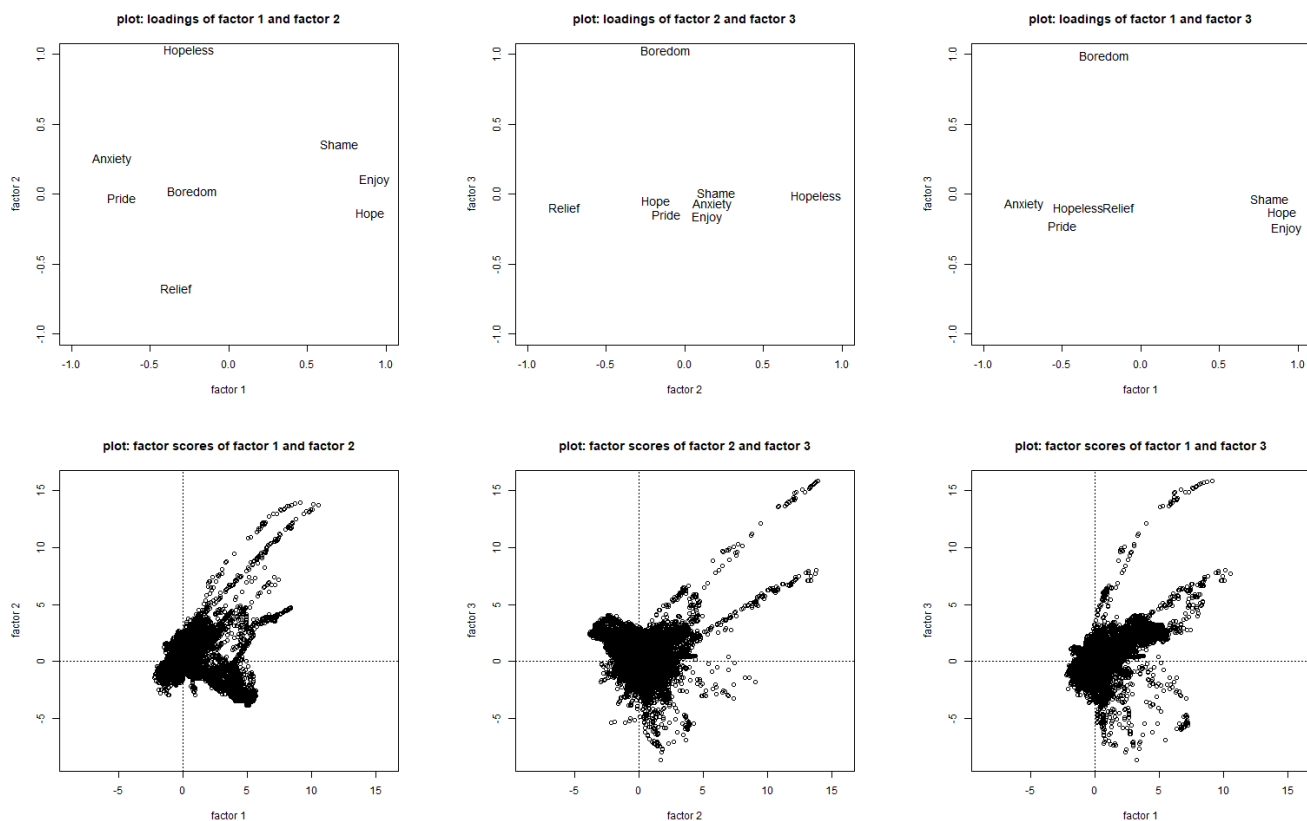 plot: loadings of factor 1 and factor 2
1.0
0.5
0.0
-0.5
-1.0
factor 2
Hopeless
Shame
Anxiety
Enjoy
Boredom
Pride
Hope
Relief
-1.0 -0.5 0.0 0.5 1.0
factor 1
plot: loadings of factor 2 and factor 3
1.0
0.5
0.0
-0.5
-1.0
factor 3
Boredom
Shame
Hopeless
Hope
Anxiety
Relief
Pride
Enjoy
-1.0 -0.5 0.0 0.5 1.0
factor 2
plot: loadings of factor 1 and factor 3
1.0
0.5
0.0
-0.5
-1.0
factor 3
Boredom
Shame
Anxiety
Hopeless Relief
Hope
Pride
Enjoy
-1.0 -0.5 0.0 0.5 1.0
factor 1
plot: factor scores of factor 1 and factor 2
15
10
5
0
-5
factor 2
-5 0 5 10 15
factor 1
plot: factor scores of factor 2 and factor 3
15
10
5
0
-5
factor 3
-5 0 5 10 15
factor 2
plot: factor scores of factor 1 and factor 3
15
10
5
0
-5
factor 3
-5 0 5 10 15
factor 1